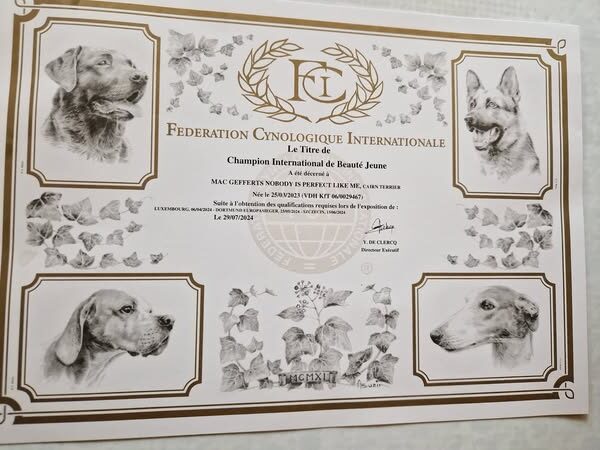 FCI
FEDERATION CYNOLOGIQUE INTERNATIONALE
Le Titre de
Champion International de Beauté Jeune
A été décerné à
MAC GEFFERTS NOBODY IS PERFECT LIKE ME, CAIRN TERRIER
Née le 25/03/2023 (VDH KfT 06/0029467)
Suite à l'obtention des qualifications requises lors de l'exposition de :
LUXEMBOURG, 06/04/2024 - DORTMUND EUROPASIEGER, 25/05/2024 - SZCZECIN, 15/06/2024
Le 29/07/2024
Y. DE CLERCQ
Directeur Exécutif
MCMXI